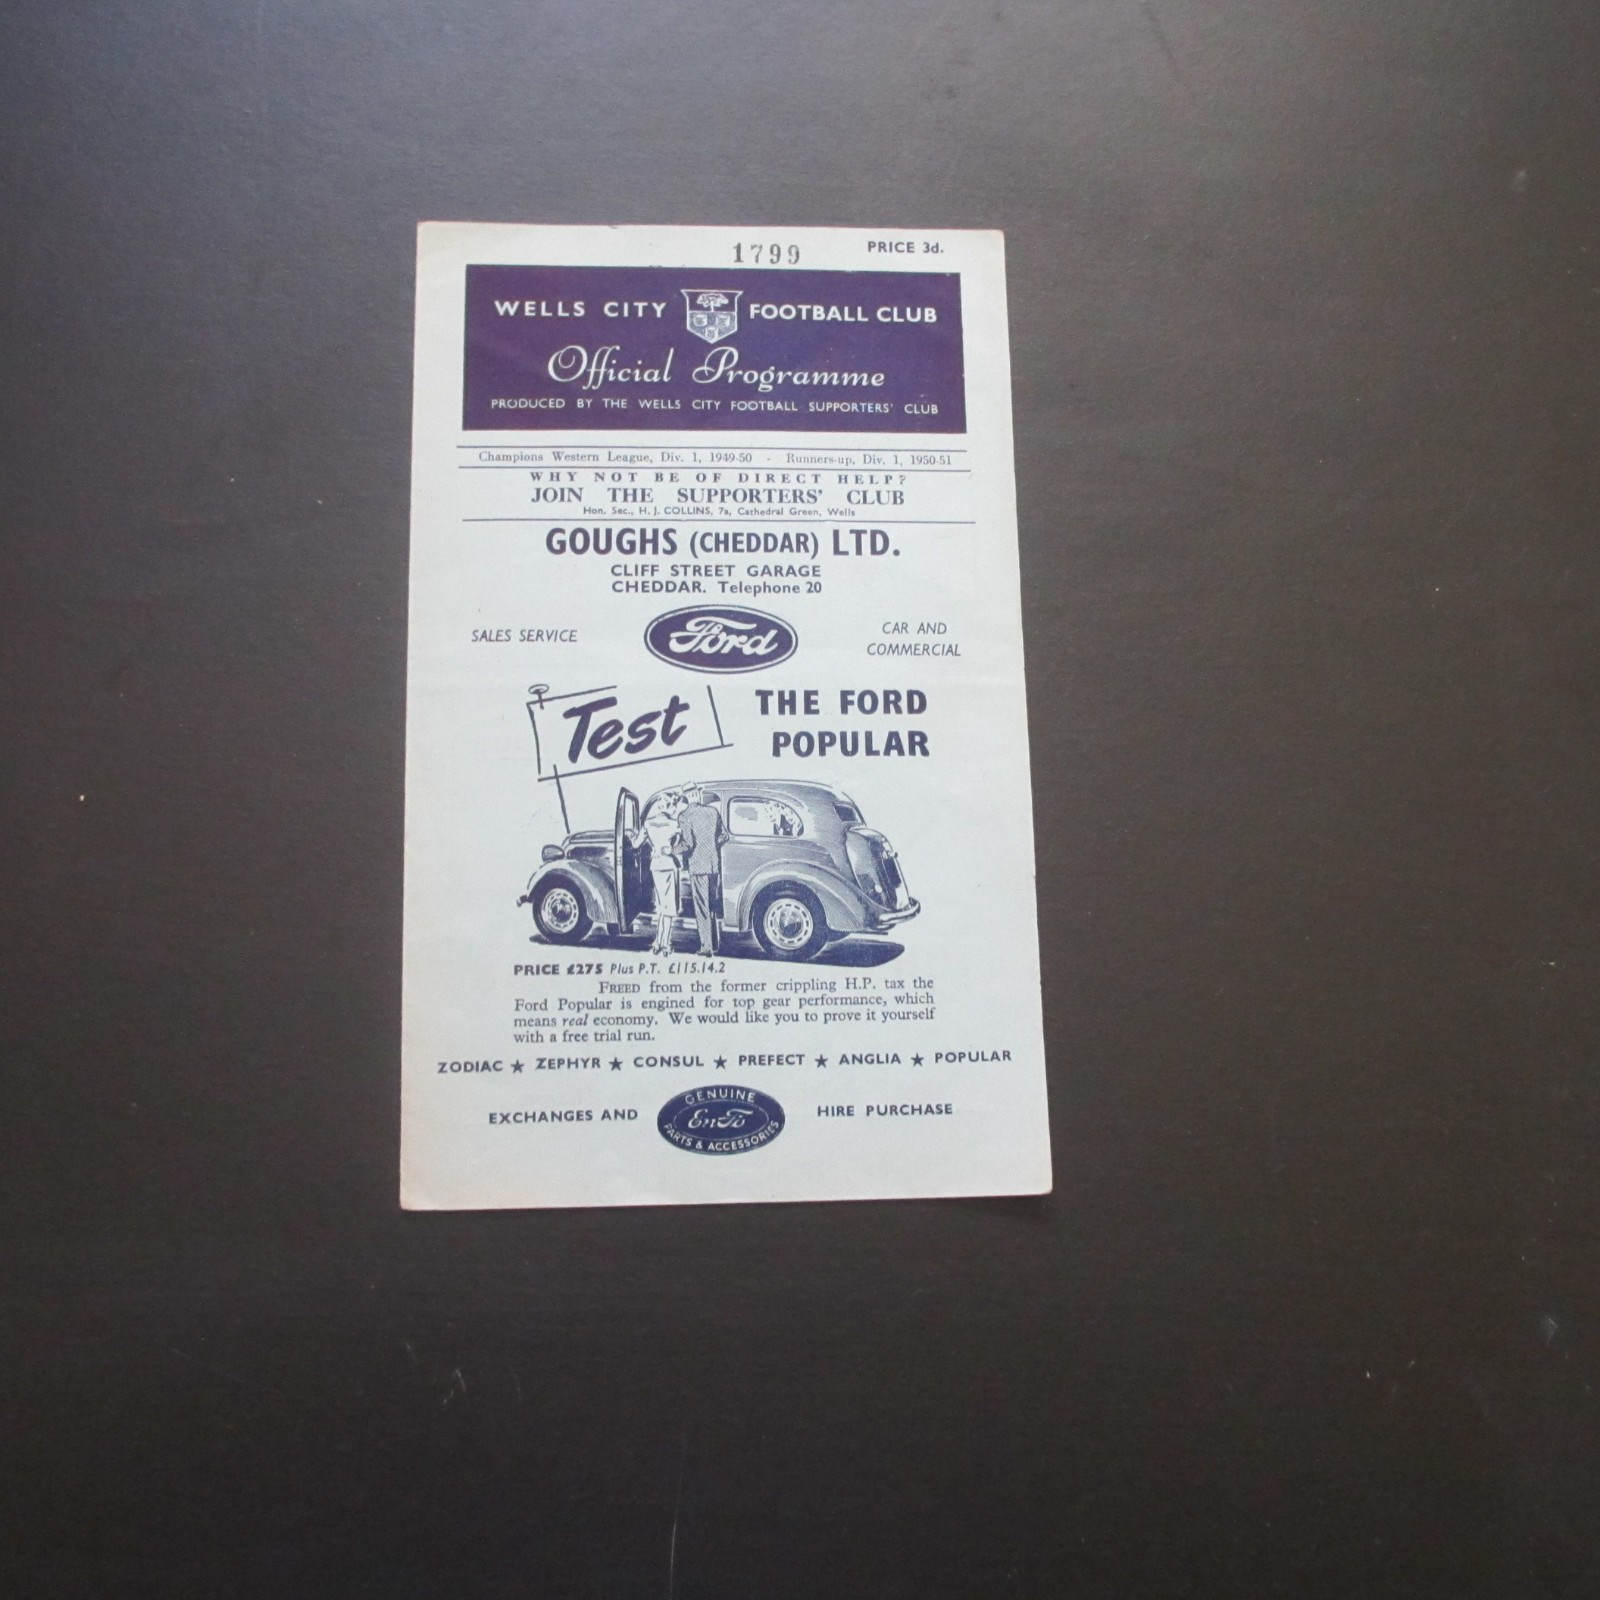 1799
PRICE 3d.
WELLS CITY FOOTBALL CLUB
Official Programme
PRODUCED BY THE WELLS CITY FOOTBALL SUPPORTERS' CLUB
Champions Western League, Div. 1, 1949-50 - Runners-up, Div. 1, 1950-51
WHY NOT BE OF DIRECT HELP?
JOIN THE SUPPORTERS' CLUB
Hon. Sec., H. J. COLLINS, 7a, Cathedral Green, Wells
GOUGHS (CHEDDAR) LTD.
CLIFF STREET GARAGE
CHEDDAR. Telephone 20
SALES SERVICE
Ford
CAR AND
COMMERCIAL
Test
THE FORD
POPULAR
PRICE £275 Plus P.T. £115.14.2
FREED from the former crippling H.P. tax the
Ford Popular is engined for top gear performance, which
means real economy. We would like you to prove it yourself
with a free trial run.
ZODIAC ★ ZEPHYR ★ CONSUL ★ PREFECT ★ ANGLIA ★ POPULAR
EXCHANGES AND
GENUINE
EnFo
PARTS & ACCESSORIES
HIRE PURCHASE